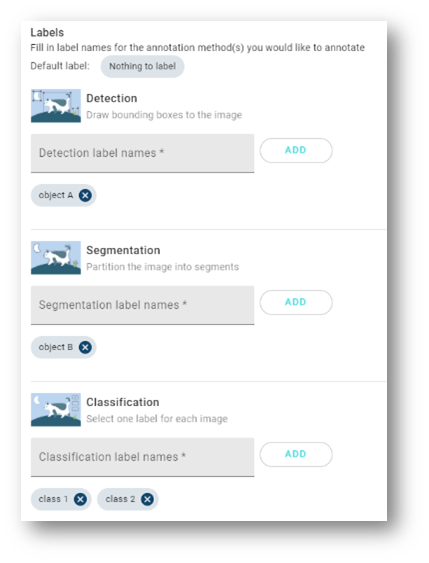 Labels
Fill in label names for the annotation method(s) you would like to annotate
Default label: Nothing to label
Detection
Draw bounding boxes to the image
Detection label names * ADD
object A
Segmentation
Partition the image into segments
Segmentation label names * ADD
object B
Classification
Select one label for each image
Classification label names * ADD
class 1 class 2